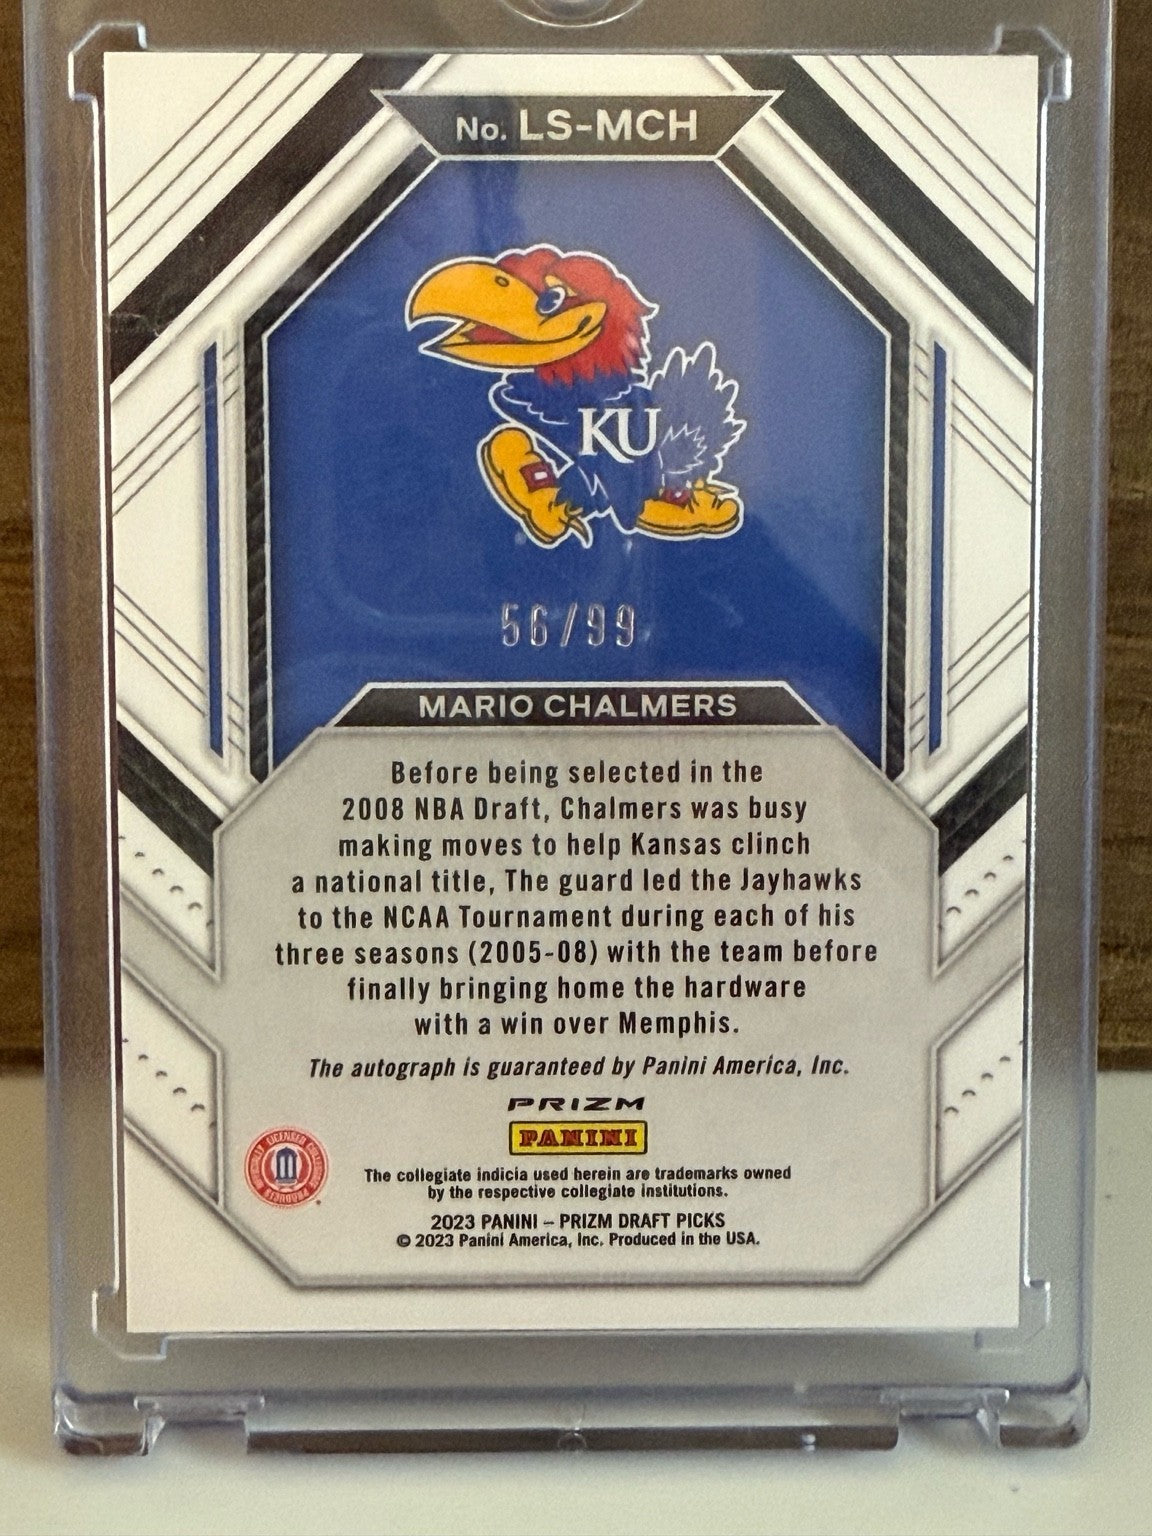 No. LS-MCH
KU
56/99
MARIO CHALMERS
Before being selected in the
2008 NBA Draft, Chalmers was busy
making moves to help Kansas clinch
a national title, The guard led the Jayhawks
to the NCAA Tournament during each of his
three seasons (2005-08) with the team before
finally bringing home the hardware
with a win over Memphis.
The autograph is guaranteed by Panini America, Inc.
PRIZM
PANINI
OFFICIALLY LICENSED COLLEGIATE PRODUCTS
The collegiate indicia used herein are trademarks owned
by the respective collegiate institutions.
2023 PANINI – PRIZM DRAFT PICKS
© 2023 Panini America, Inc. Produced in the USA.